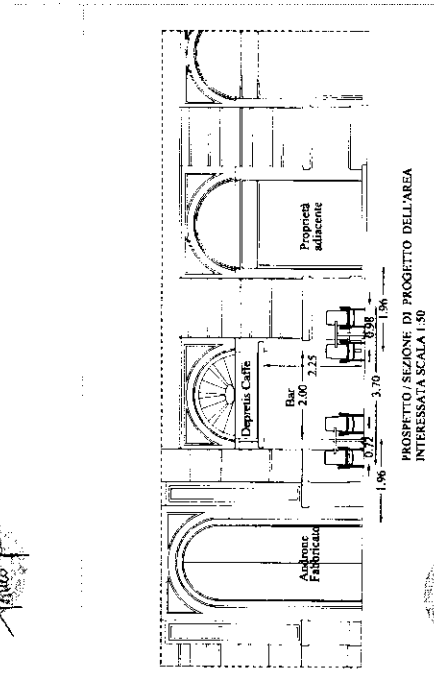 Androne
Fabbricato
Depretis Caffè
Bar
2.00
2.25
Proprietà
adiacente
1.96
0.72
3.70
0.98
1.96
PROSPETTO / SEZIONE DI PROGETTO DELL'AREA
INTERESSATA SCALA 1:50